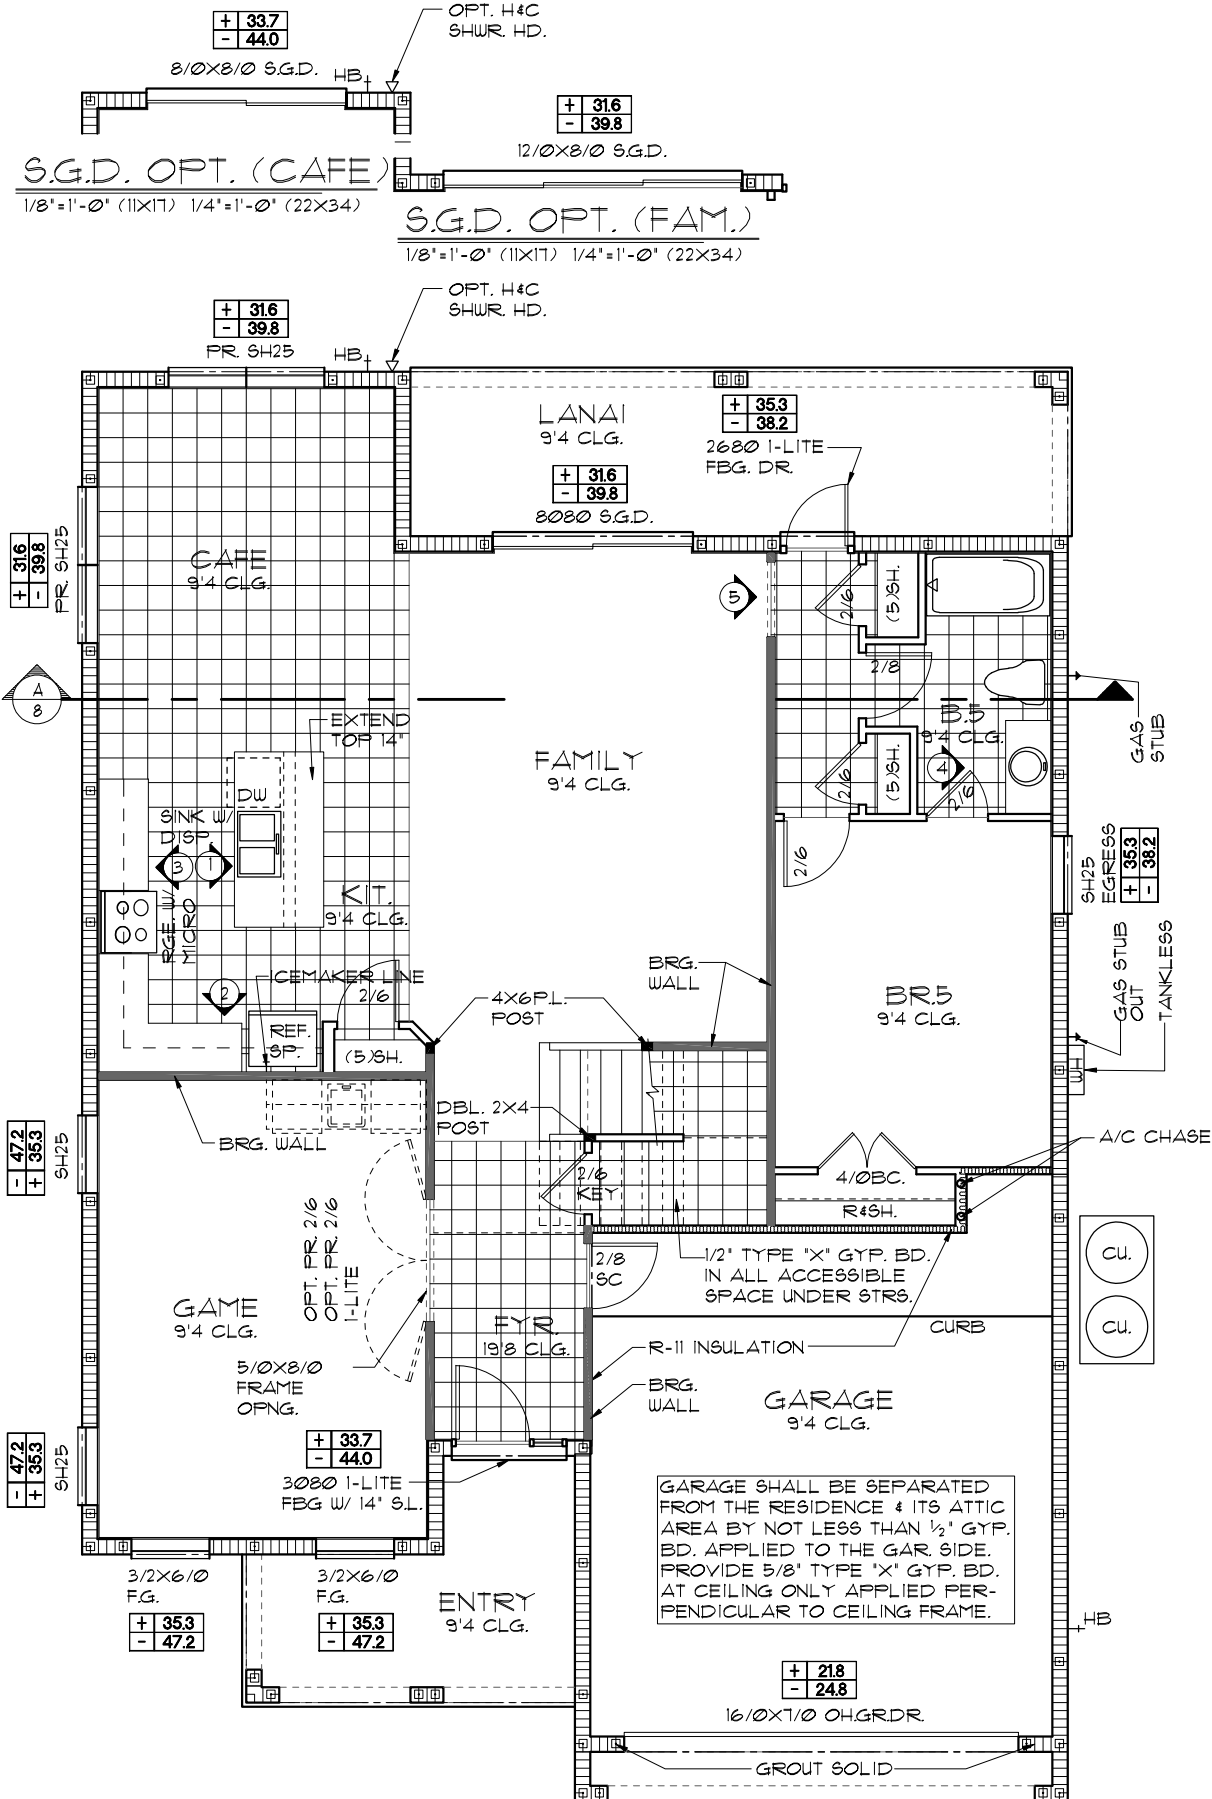 OPT. H&C
SHWR. HD.
+ 33.7
- 44.0
8/0X8/0 S.G.D.
HB
+ 31.6
- 39.8
12/0X8/0 S.G.D.
S.G.D. OPT. (CAFE)
1/8"=1'-0" (11X17) 1/4"=1'-0" (22X34)
S.G.D. OPT. (FAM.)
1/8"=1'-0" (11X17) 1/4"=1'-0" (22X34)
OPT. H&C
SHWR. HD.
+ 31.6
- 39.8
PR. SH25
HB
LANAI
9'4 CLG.
+ 35.3
- 38.2
2680 1-LITE
FBG. DR.
+ 31.6
- 39.8
8080 S.G.D.
+ 31.6
- 39.8
PR. SH25
CAFE
9'4 CLG.
5
2/6
(5)SH.
2/8
A
8
B.5
9'4 CLG.
GAS
STUB
EXTEND
TOP 14"
FAMILY
9'4 CLG.
4
2/6
(5)SH.
2/6
DW
SINK W/
DISP.
3
1
KIT.
9'4 CLG.
RGE. W/
MICRO
2
2/6
SH25
EGRESS
+ 35.3
- 38.2
ICEMAKER LINE
2/6
REF.
SP.
(5)SH.
4X6P.L.
POST
BRG.
WALL
BR.5
9'4 CLG.
GAS STUB
OUT
TANKLESS
WH
BRG. WALL
DBL. 2X4
POST
A/C CHASE
- 47.2
+ 35.3
SH25
2/6
KEY
4/0BC.
R&SH.
OPT. PR. 2/6
OPT. PR. 2/6
1-LITE
2/8
SC
1/2" TYPE "X" GYP. BD.
IN ALL ACCESSIBLE
SPACE UNDER STRS.
CU.
CU.
GAME
9'4 CLG.
FYR.
19'8 CLG.
CURB
R-11 INSULATION
5/0X8/0
FRAME
OPNG.
BRG.
WALL
GARAGE
9'4 CLG.
+ 33.7
- 44.0
3080 1-LITE
FBG W/ 14" S.L.
- 47.2
+ 35.3
SH25
GARAGE SHALL BE SEPARATED
FROM THE RESIDENCE & ITS ATTIC
AREA BY NOT LESS THAN ½" GYP.
BD. APPLIED TO THE GAR. SIDE.
PROVIDE 5/8" TYPE "X" GYP. BD.
AT CEILING ONLY APPLIED PER-
PENDICULAR TO CEILING FRAME.
3/2X6/0
F.G.
+ 35.3
- 47.2
3/2X6/0
F.G.
+ 35.3
- 47.2
ENTRY
9'4 CLG.
HB
+ 21.8
- 24.8
16/0X7/0 OH.GR.DR.
GROUT SOLID